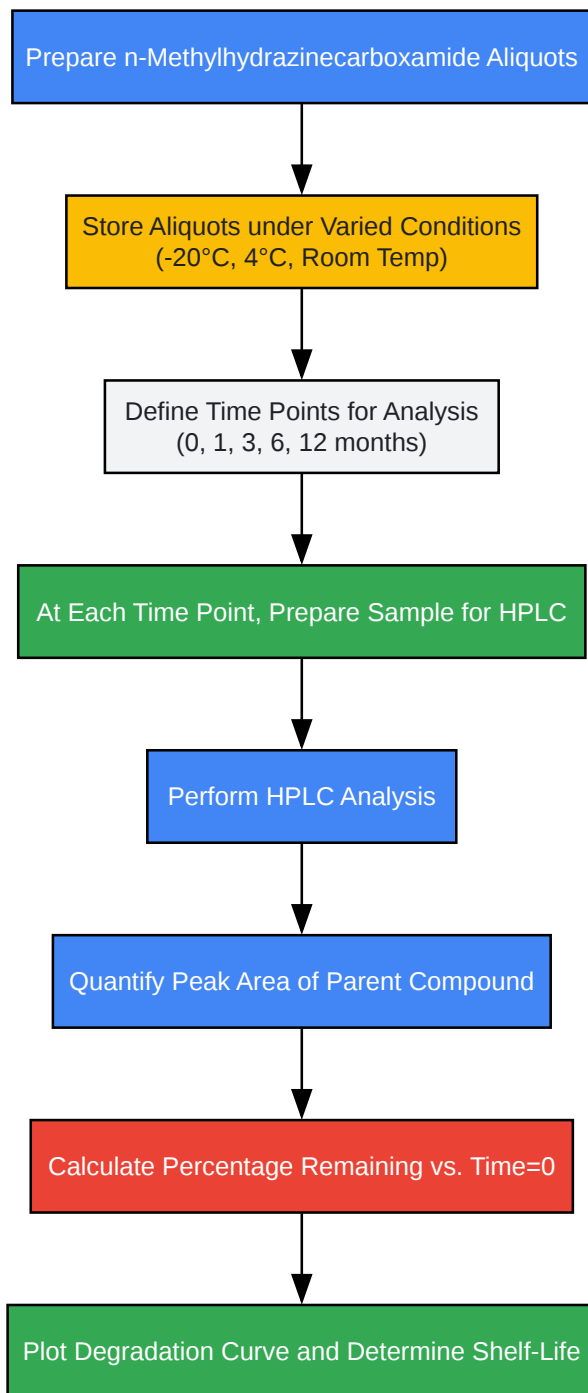 Prepare n-Methylhydrazinecarboxamide Aliquots
Store Aliquots under Varied Conditions
(-20°C, 4°C, Room Temp)
Define Time Points for Analysis
(0, 1, 3, 6, 12 months)
At Each Time Point, Prepare Sample for HPLC
Perform HPLC Analysis
Quantify Peak Area of Parent Compound
Calculate Percentage Remaining vs. Time=0
Plot Degradation Curve and Determine Shelf-Life